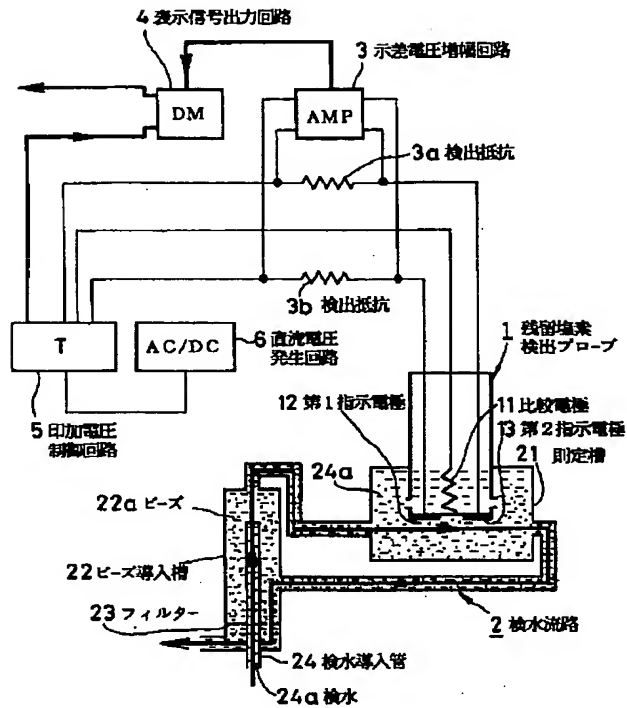 4 表示信号出力回路
3 示差電圧増幅回路
DM
AMP
3a 検出抵抗
3b 検出抵抗
T
AC/DC
6 直流電圧
発生回路
5 印加電圧
制御回路
1 残留塩素
検出プローブ
12 第1指示電極
11 比較電極
13 第2指示電極
21 則定槽
24a
22a ビーズ
22 ビーズ導入槽
23 フィルター
2 検水流路
24 検水導入管
24a 検水